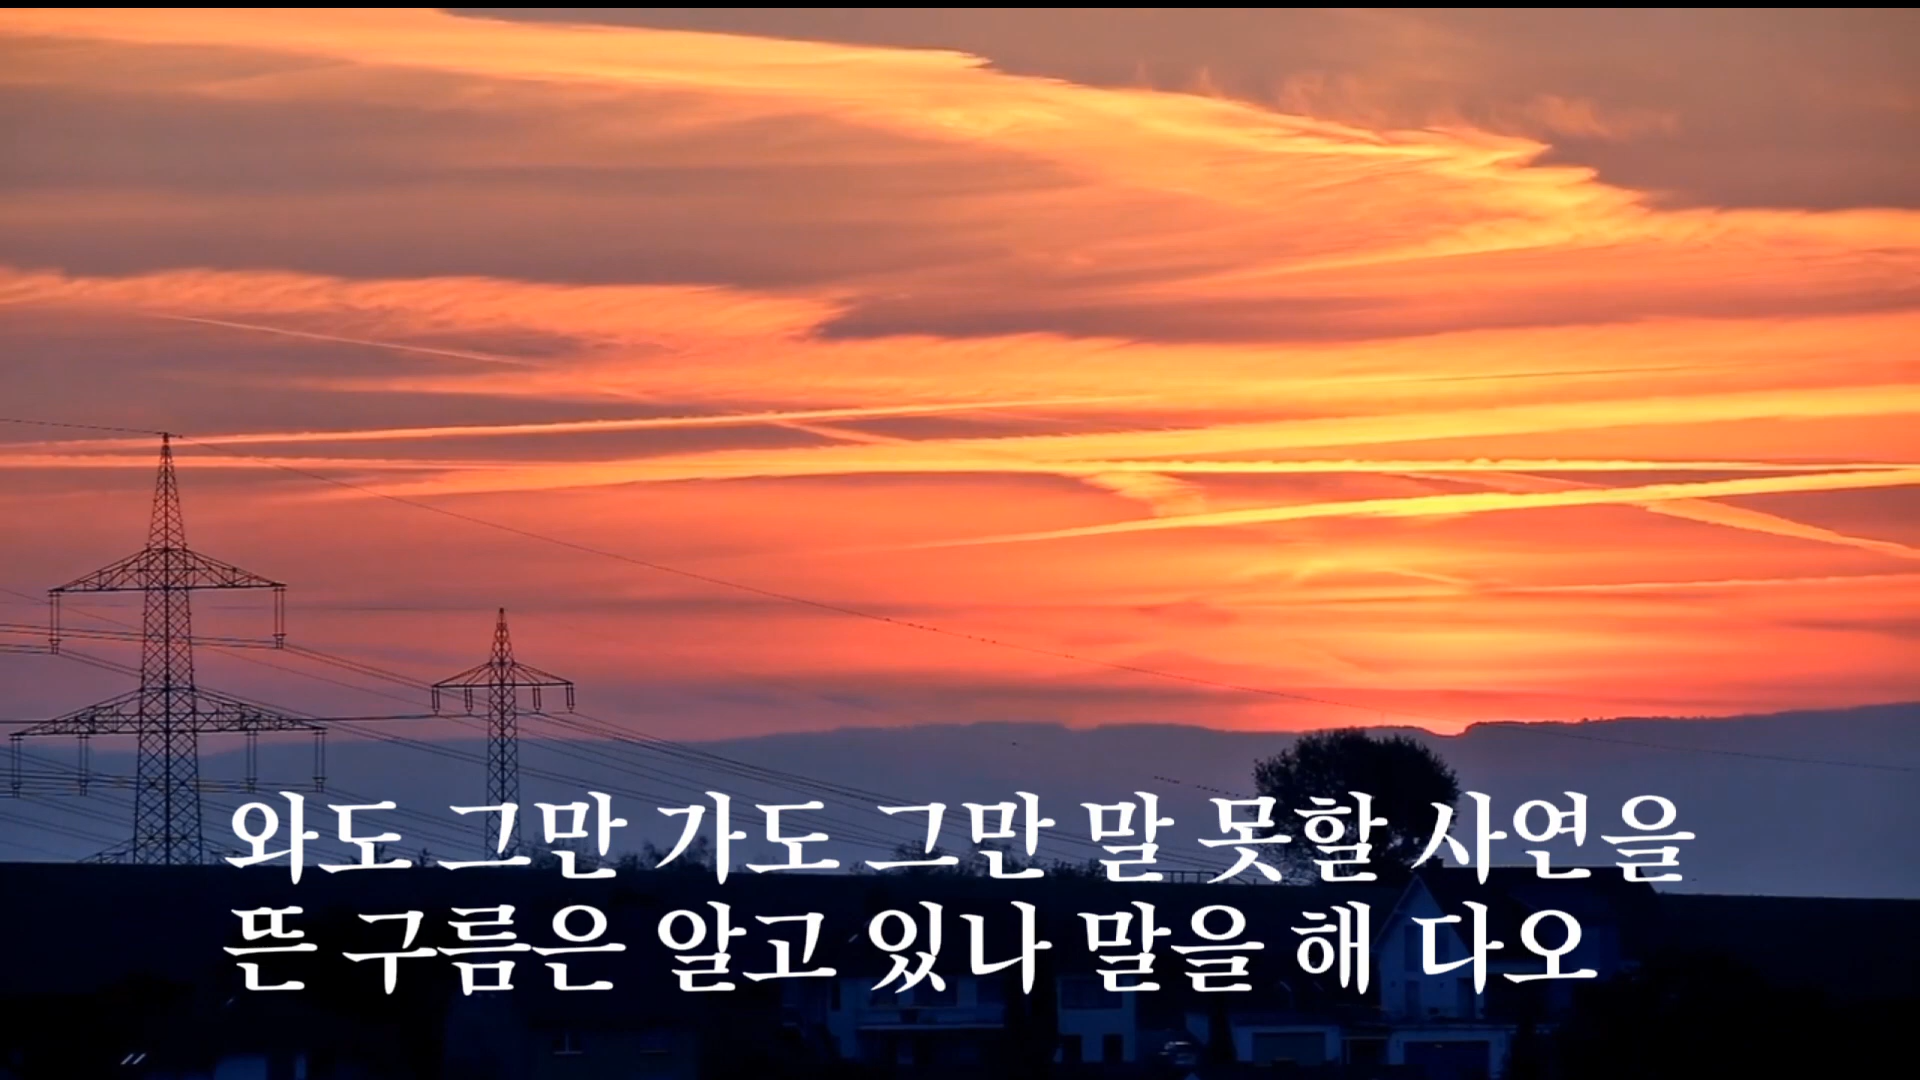 와도 그만 가도 그만 말 못할 사연을
뜬 구름은 알고 있나 말을 해 다오